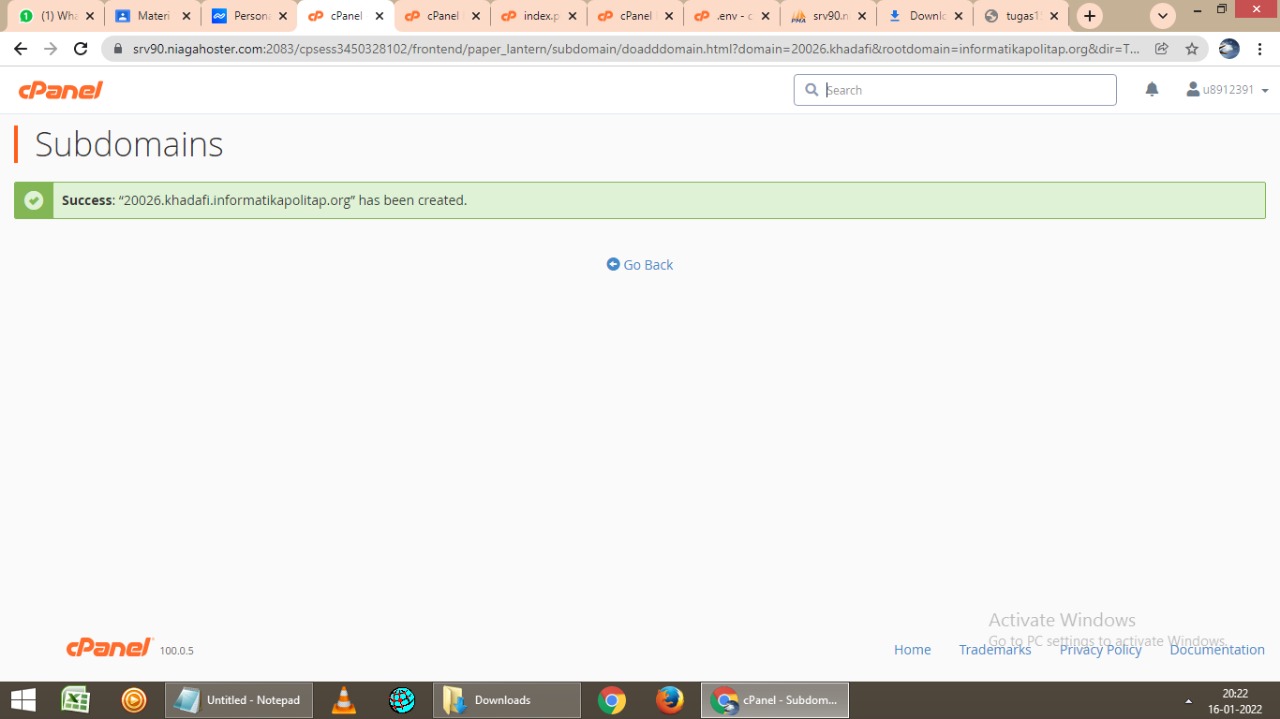 (1) Wha
Materi
Persona
cPanel
cPanel
index.p
cPanel
.env - c
srv90.n
Downlo
tugas1
srv90.niagahoster.com:2083/cpsess3450328102/frontend/paper_lantern/subdomain/doadddomain.html?domain=20026.khadafi&rootdomain=informatikapolitap.org&dir=T...
cPanel
Search
u8912391
Subdomains
Success: “20026.khadafi.informatikapolitap.org” has been created.
Go Back
Activate Windows
Go to PC settings to activate Windows.
cPanel 100.0.5
Home
Trademarks
Privacy Policy
Documentation
Untitled - Notepad
Downloads
cPanel - Subdom...
20:22
16-01-2022